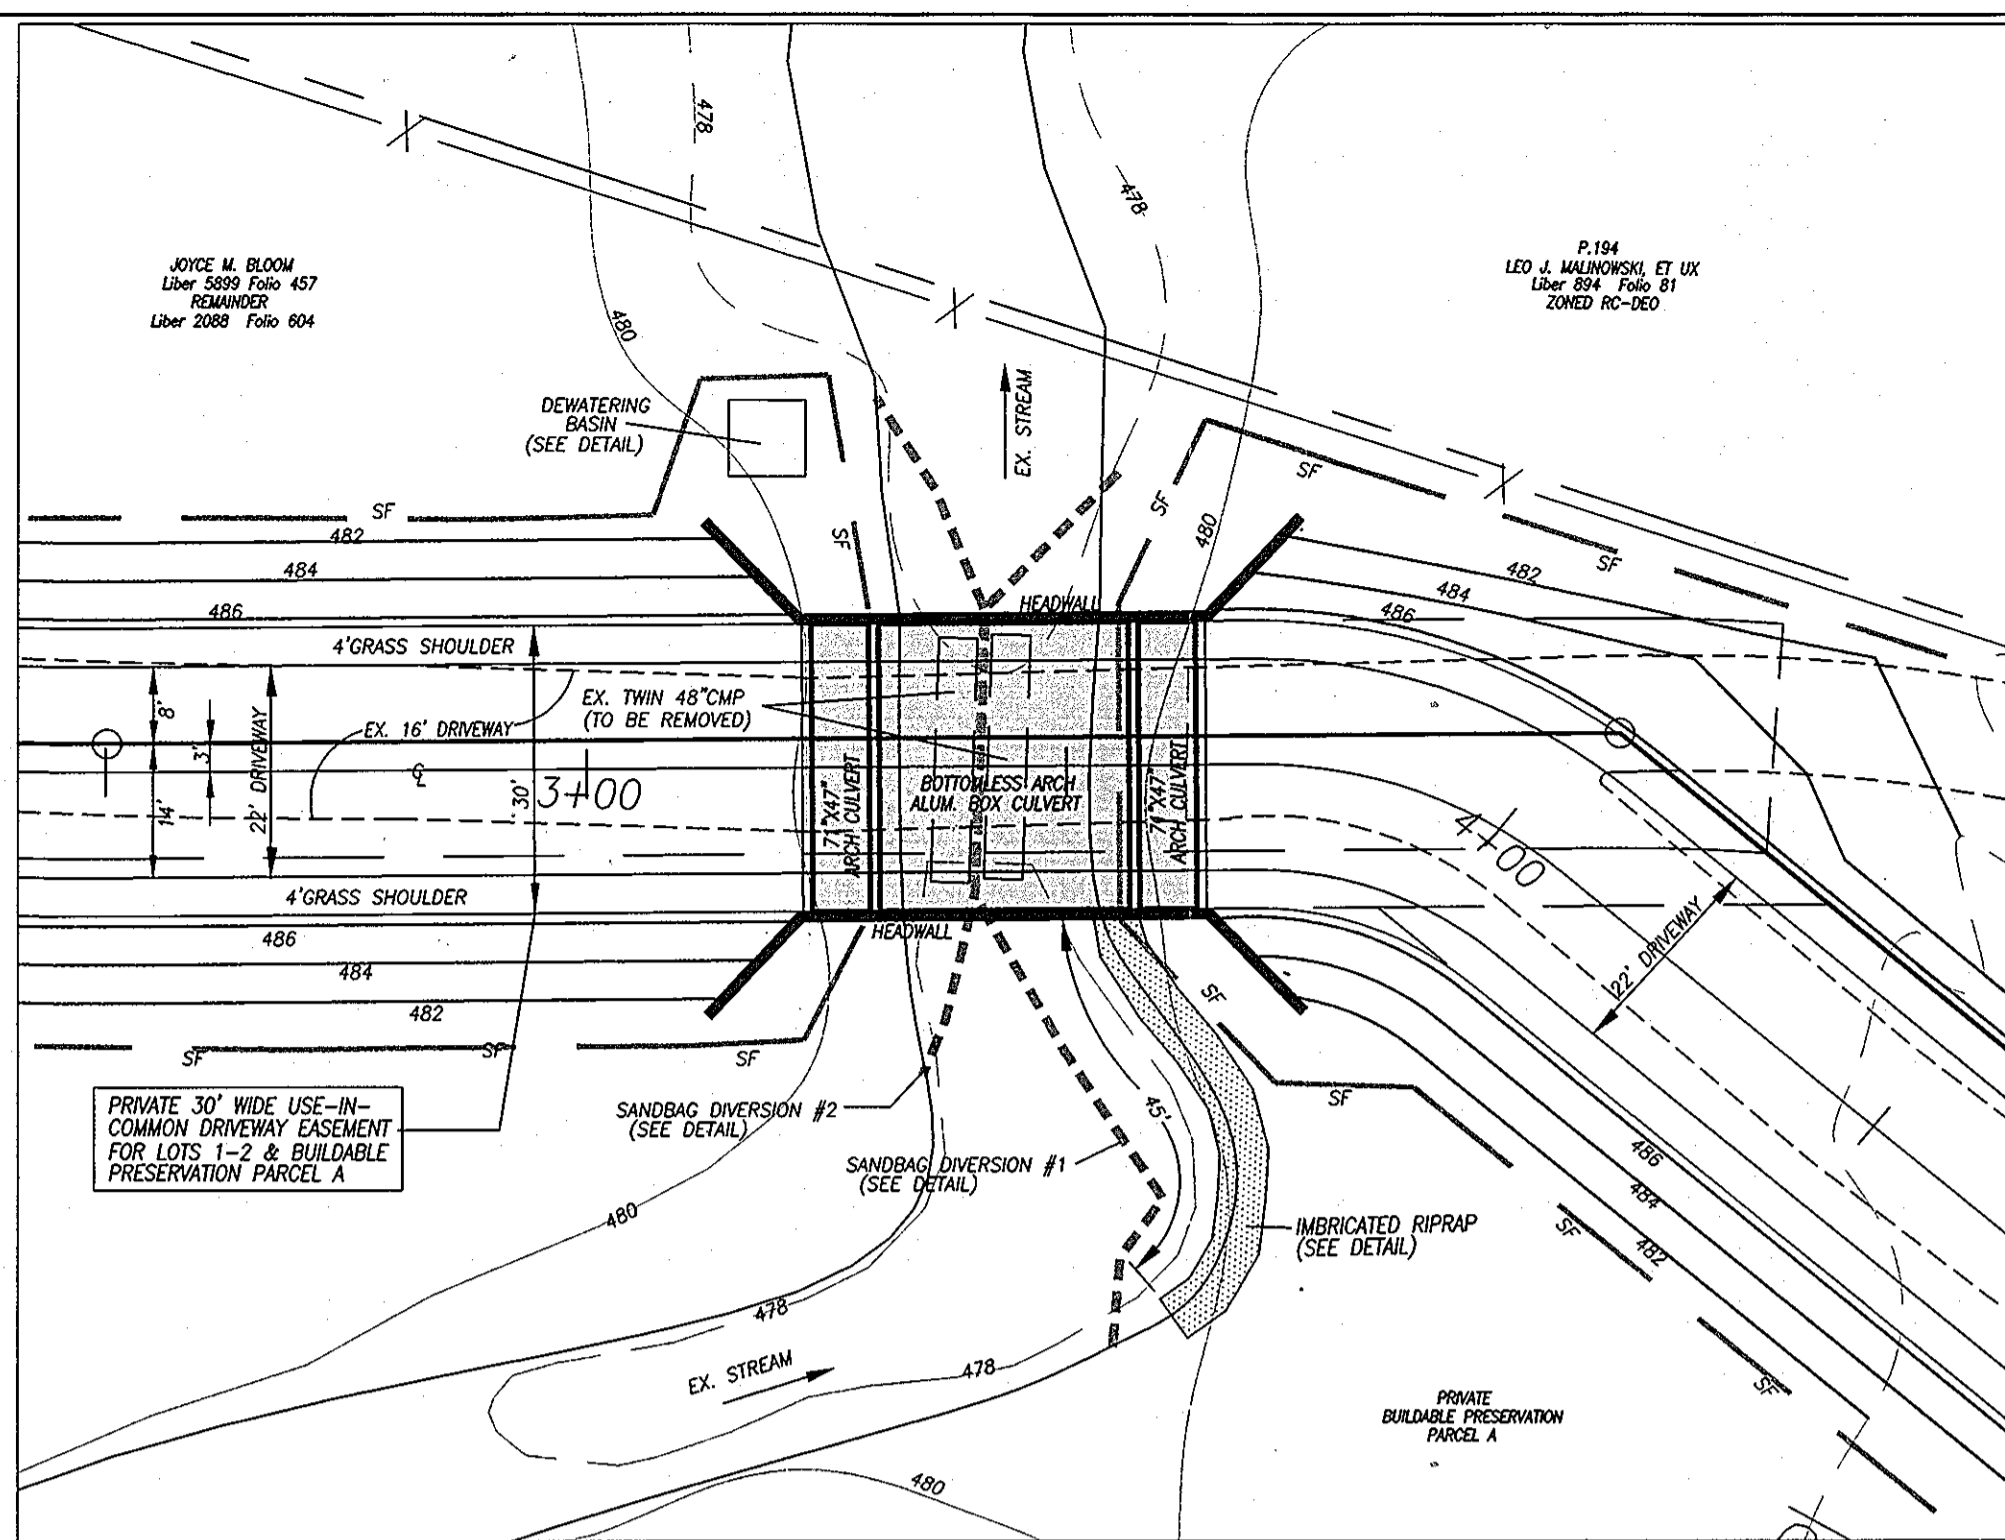 478
478
JOYCE M. BLOOM
Liber 5899 Folio 457
REMAINDER
Liber 2088 Folio 604
P.194
LEO J. MALINOWSKI, ET UX
Liber 894 Folio 81
ZONED RC-DEO
480
DEWATERING
BASIN
(SEE DETAIL)
EX. STREAM
SF
SF
SF
482
SF
480
SF
482
484
484
486
HEADWALL
486
4'GRASS SHOULDER
EX. TWIN 48"CMP
(TO BE REMOVED)
8'
3'
14'
22' DRIVEWAY
EX. 16' DRIVEWAY
℄
30'
3+00
71"X47"
ARCH CULVERT
BOTTOMLESS ARCH
ALUM. BOX CULVERT
71"X47"
ARCH CULVERT
4+00
22' DRIVEWAY
4'GRASS SHOULDER
486
HEADWALL
484
482
SF
SF
SF
SF
SF
PRIVATE 30' WIDE USE-IN-
COMMON DRIVEWAY EASEMENT
FOR LOTS 1-2 & BUILDABLE
PRESERVATION PARCEL A
SANDBAG DIVERSION #2
(SEE DETAIL)
45'
SANDBAG DIVERSION #1
(SEE DETAIL)
486
484
482
SF
480
IMBRICATED RIPRAP
(SEE DETAIL)
478
EX. STREAM
478
SF
PRIVATE
BUILDABLE PRESERVATION
PARCEL A
480